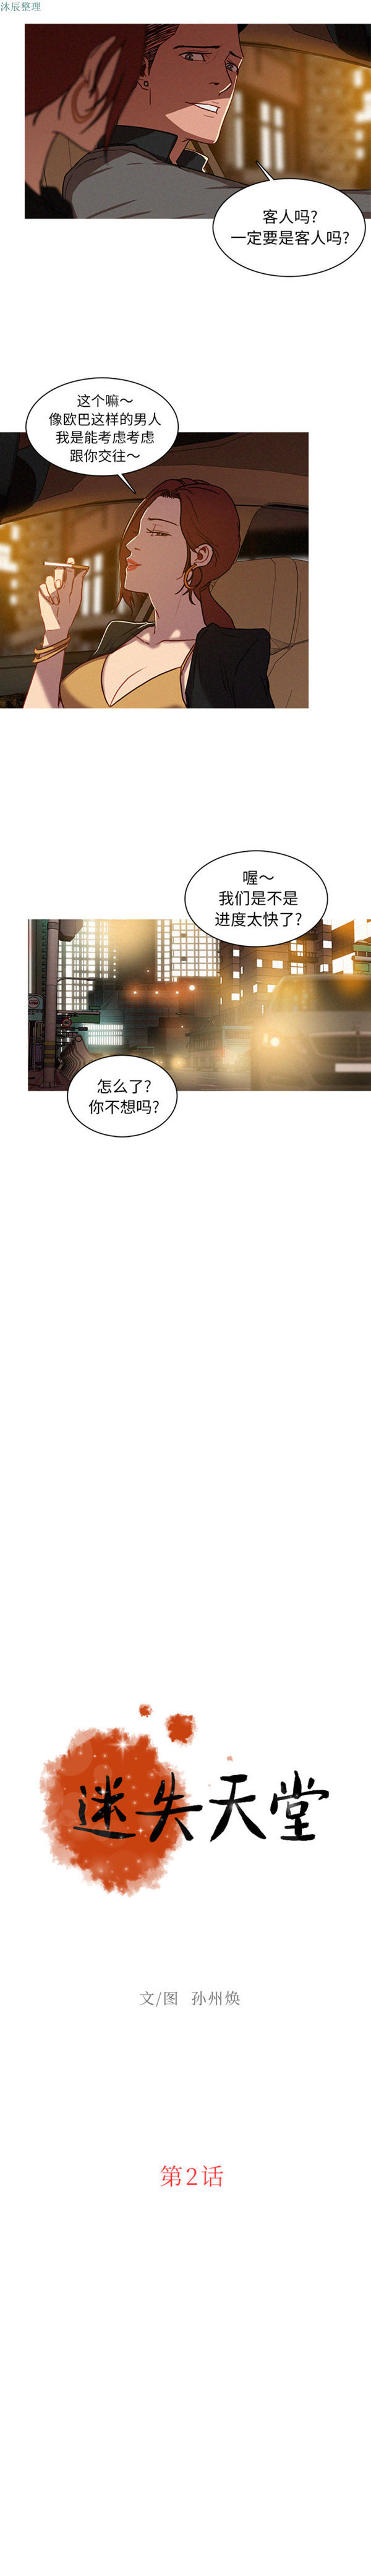 沐辰整理
客人吗?
一定要是客人吗?
这个嘛～
像欧巴这样的男人
我是能考虑考虑
跟你交往～
喔～
我们是不是
进度太快了?
怎么了?
你不想吗?
迷失天堂
文/图 孙州焕
第2话